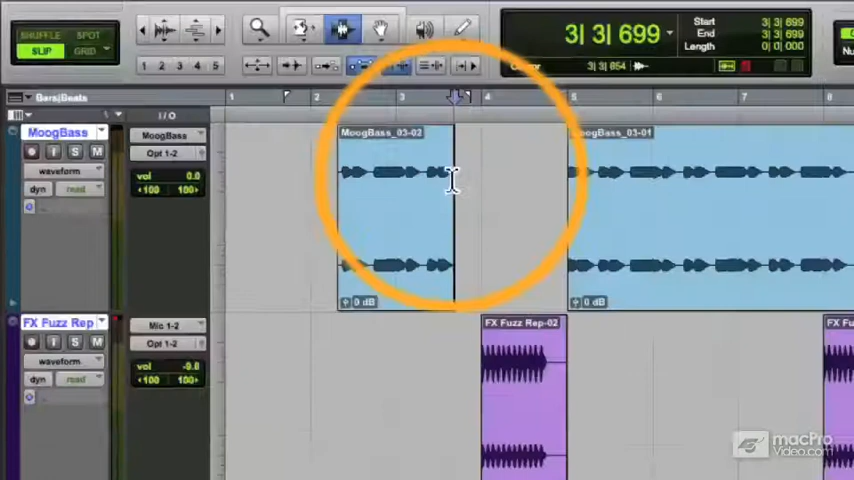 SHUFFLE SPOT
SLIP GRID
1 2 3 4 5
3| 3| 699
Start 3| 3| 699
End 3| 3| 699
Length 0| 0| 000
Cursor 3| 3| 854
Nu
Bars|Beats 1 2 3 4 5 6 7 8
I/O
MoogBass MoogBass
I S M Opt 1-2
waveform vol 0.0
dyn read 100 100
MoogBass_03-02
0 dB
MoogBass_03-01
0 dB
FX Fuzz Rep Mic 1-2
I S M Opt 1-2
waveform vol -9.0
dyn read 100 100
FX Fuzz Rep-02
FX F
macPro
Video.com